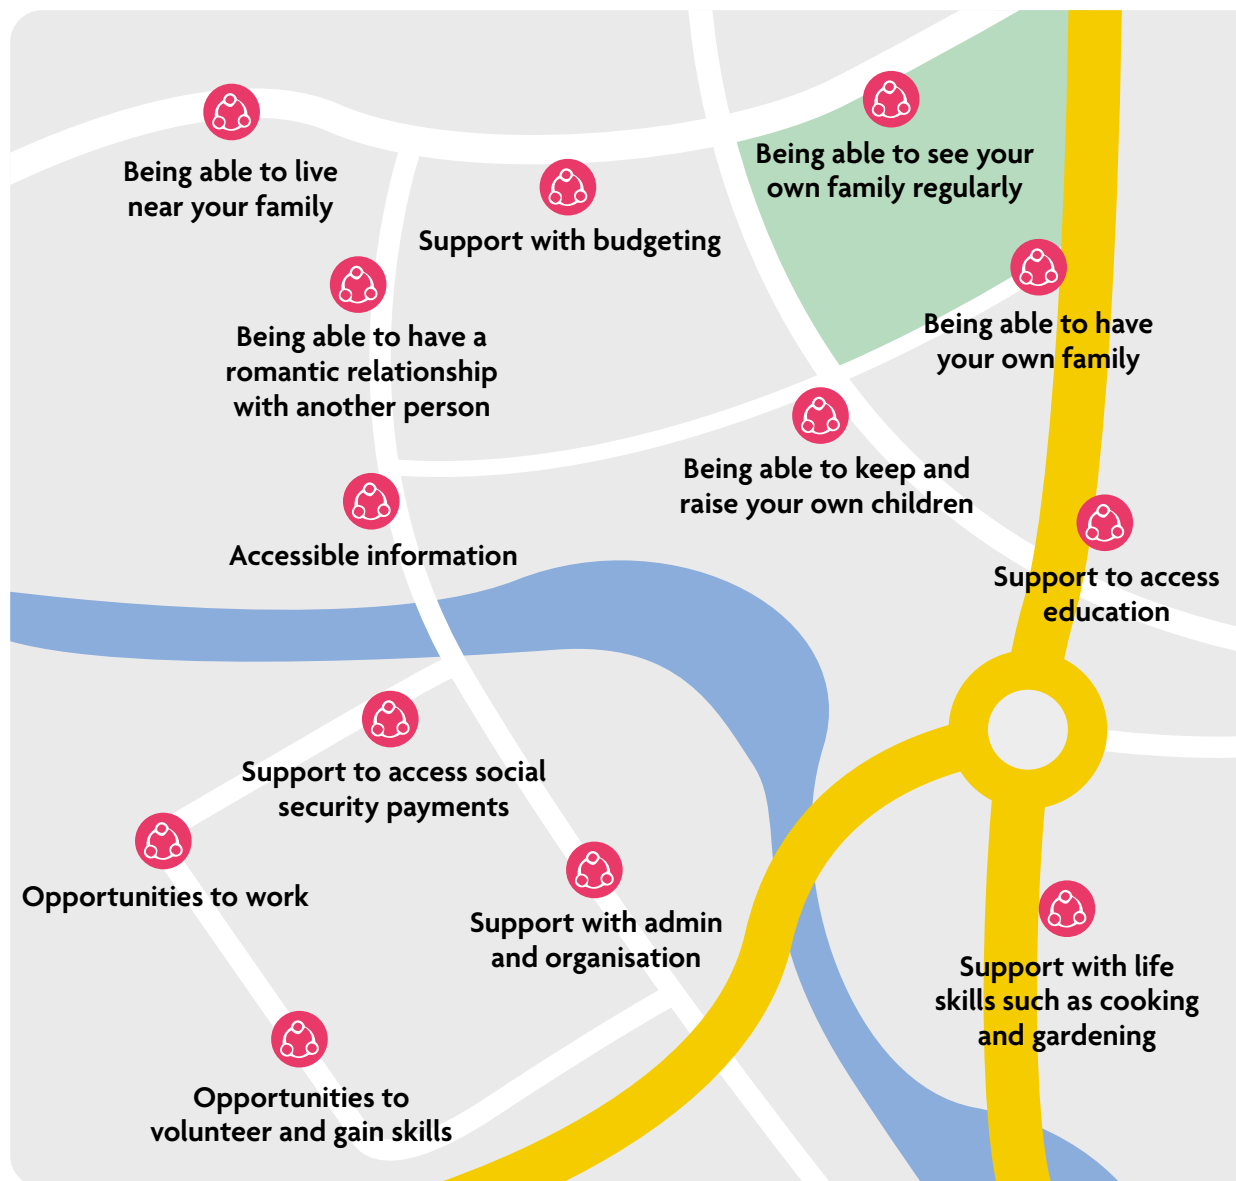 Being able to live
near your family
Support with budgeting
Being able to see your
own family regularly
Being able to have a
romantic relationship
with another person
Being able to have
your own family
Being able to keep and
raise your own children
Accessible information
Support to access
education
Support to access social
security payments
Opportunities to work
Support with admin
and organisation
Support with life
skills such as cooking
and gardening
Opportunities to
volunteer and gain skills